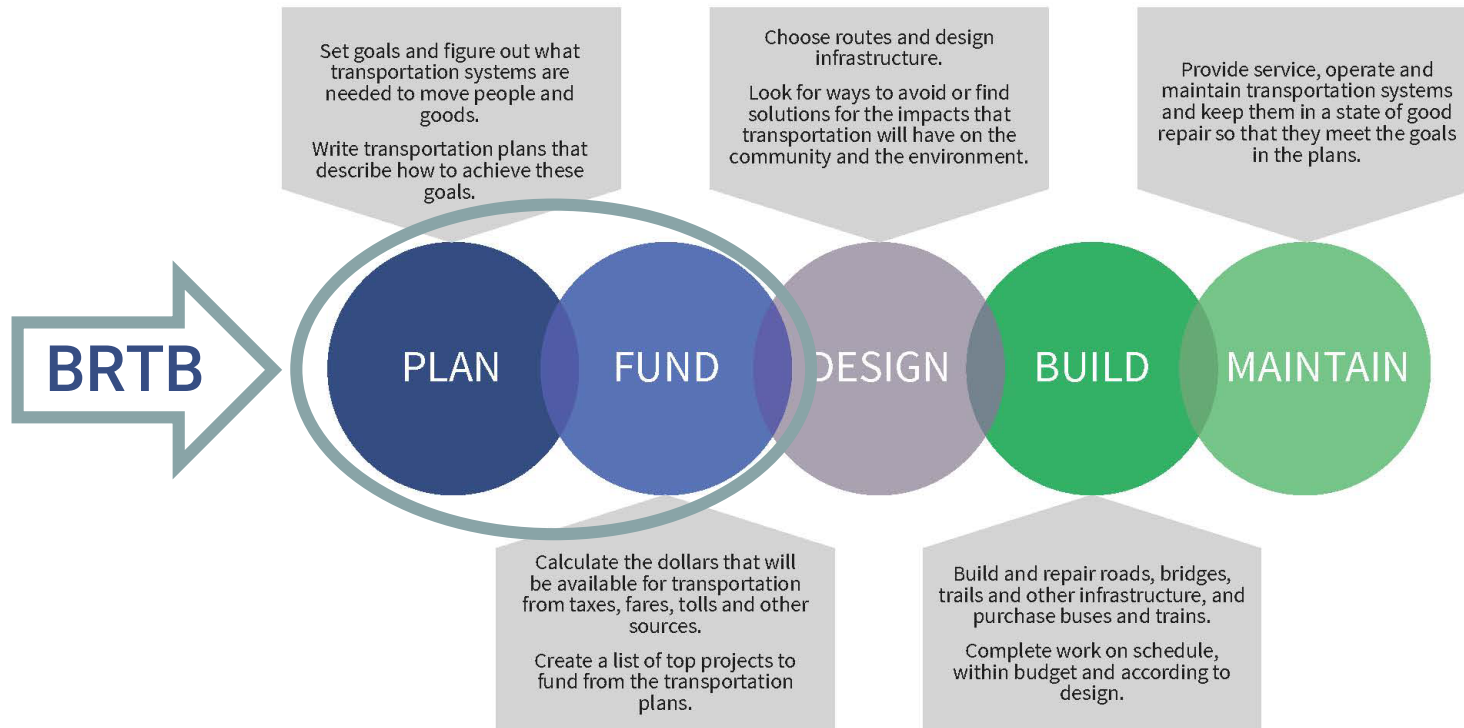 Set goals and figure out what
transportation systems are
needed to move people and
goods.
Write transportation plans that
describe how to achieve these
goals.
Choose routes and design
infrastructure.
Look for ways to avoid or find
solutions for the impacts that
transportation will have on the
community and the environment.
Provide service, operate and
maintain transportation systems
and keep them in a state of good
repair so that they meet the goals
in the plans.
BRTB
PLAN
FUND
DESIGN
BUILD
MAINTAIN
Calculate the dollars that will
be available for transportation
from taxes, fares, tolls and other
sources.
Create a list of top projects to
fund from the transportation
plans.
Build and repair roads, bridges,
trails and other infrastructure, and
purchase buses and trains.
Complete work on schedule,
within budget and according to
design.